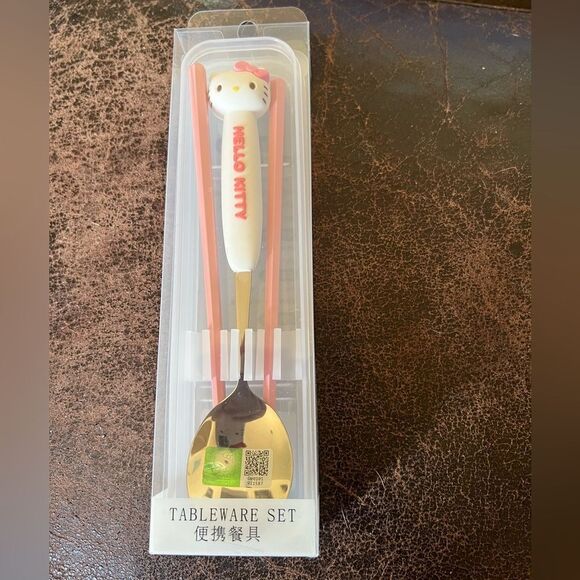 HELLO KITTY
TABLEWARE SET
便携餐具